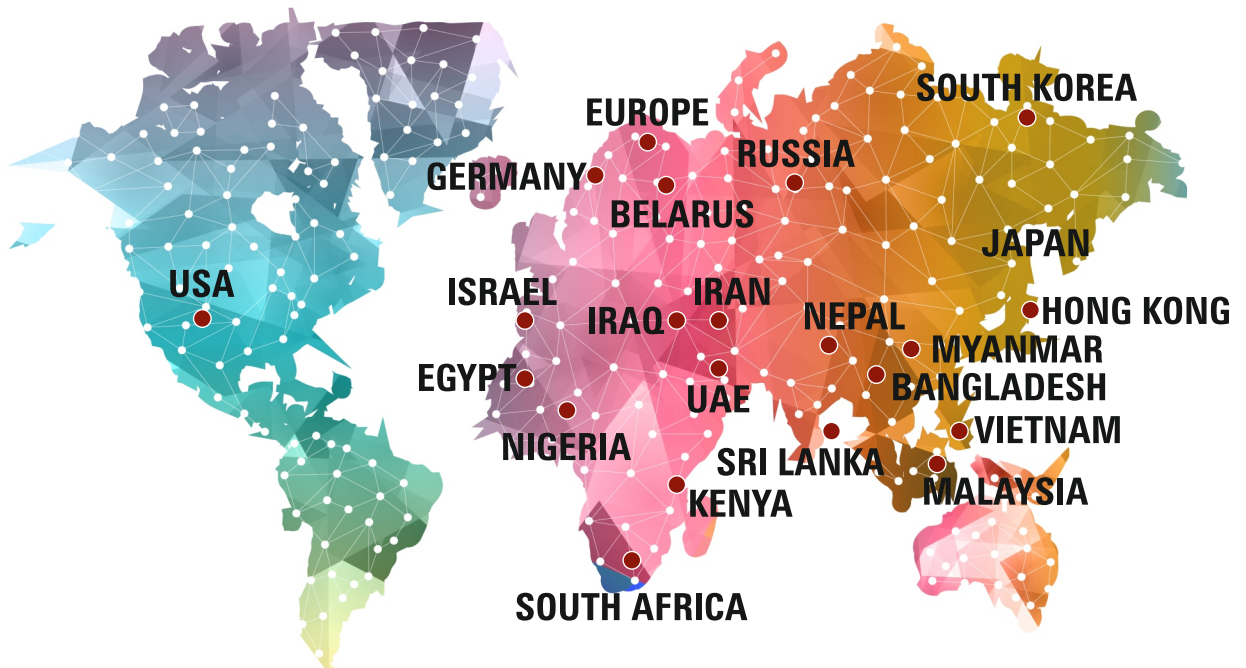 SOUTH KOREA
EUROPE
RUSSIA
GERMANY
BELARUS
JAPAN
USA
ISRAEL
IRAN
IRAQ
NEPAL
HONG KONG
MYANMAR
EGYPT
UAE
BANGLADESH
NIGERIA
VIETNAM
SRI LANKA
MALAYSIA
KENYA
SOUTH AFRICA